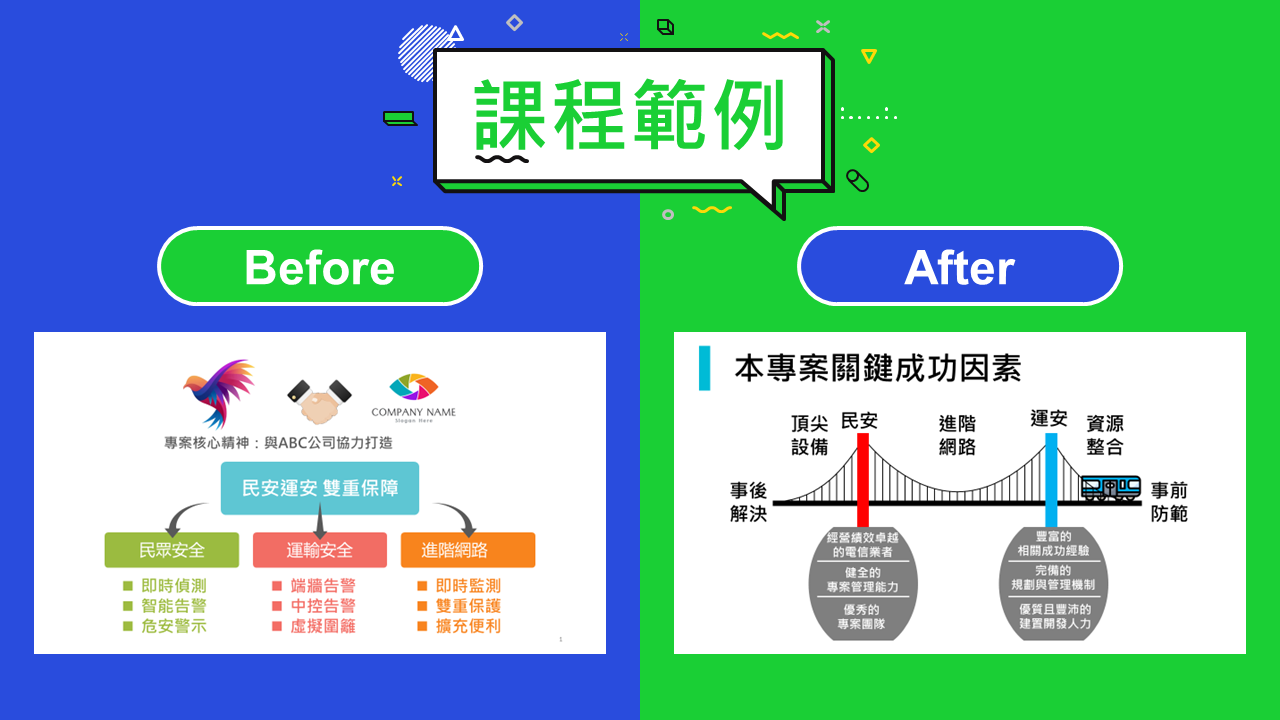 課程範例
Before
After
COMPANY NAME
Slogan Here
專案核心精神：與ABC公司協力打造
民安運安 雙重保障
民眾安全
運輸安全
進階網路
■ 即時偵測
■ 智能告警
■ 危安警示
■ 端牆告警
■ 中控告警
■ 虛擬圍籬
■ 即時監測
■ 雙重保護
■ 擴充便利
1
本專案關鍵成功因素
頂尖
設備
民安
進階
網路
運安
資源
整合
事後
解決
事前
防範
經營績效卓越
的電信業者
健全的
專案管理能力
優秀的
專案團隊
豐富的
相關成功經驗
完備的
規劃與管理機制
優質且豐沛的
建置開發人力